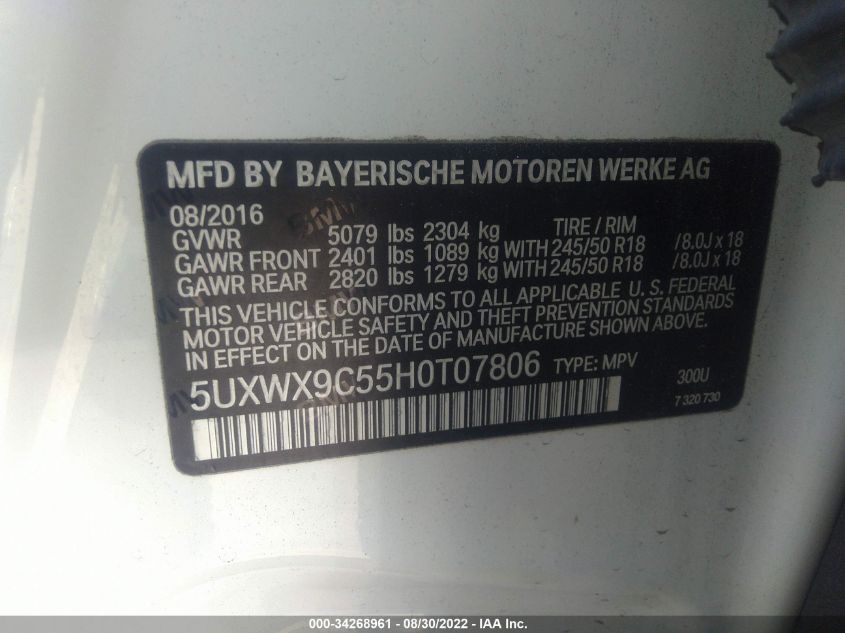 MFD BY BAYERISCHE MOTOREN WERKE AG
08/2016 TIRE / RIM
GVWR 5079 lbs 2304 kg
GAWR FRONT 2401 lbs 1089 kg WITH 245/50 R18 /8.0J x 18
GAWR REAR 2820 lbs 1279 kg WITH 245/50 R18 /8.0J x 18
THIS VEHICLE CONFORMS TO ALL APPLICABLE U. S. FEDERAL
MOTOR VEHICLE SAFETY AND THEFT PREVENTION STANDARDS
IN EFFECT ON THE DATE OF MANUFACTURE SHOWN ABOVE.
5UXWX9C55H0T07806 TYPE: MPV 300U
7 320 730
000-34268961 - 08/30/2022 - IAA Inc.